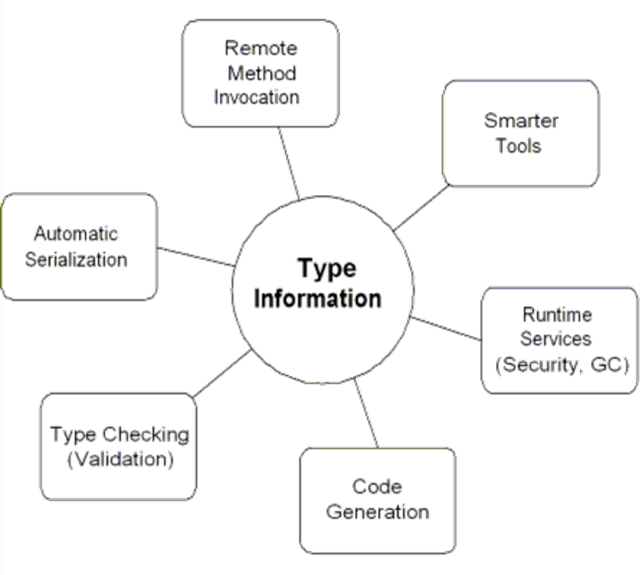 Remote
Method
Invocation
Smarter
Tools
Automatic
Serialization
Type
Information
Runtime
Services
(Security, GC)
Type Checking
(Validation)
Code
Generation